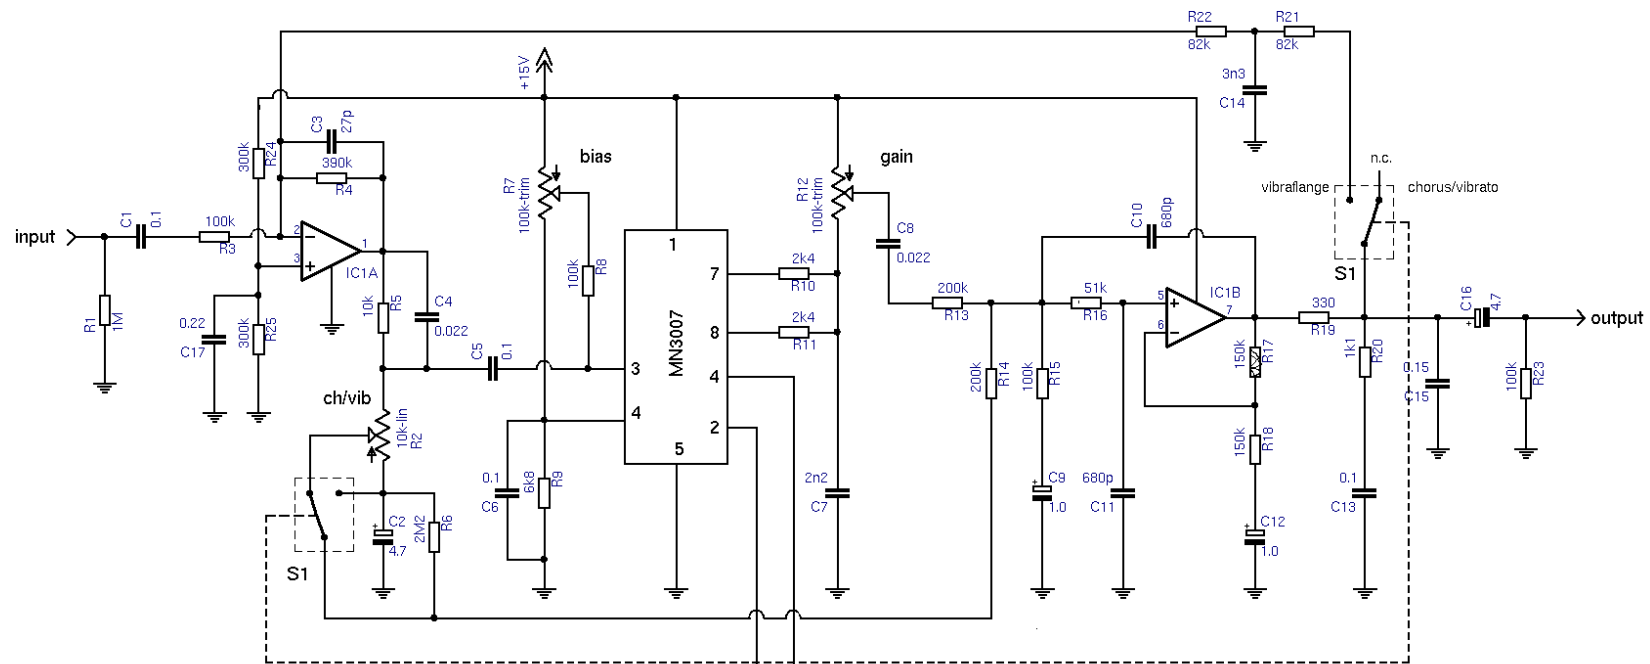 R22
82k
R21
82k
3n3
C14
+15V
C3
27p
390k
R4
300k
R24
bias
R7
100k-trim
gain
R12
100k-trim
n.c.
vibraflange
chorus/vibrato
S1
input
C1
0.1
100k
R3
2
3
1
IC1A
R1
1M
0.22
C17
300k
R25
10k
R5
C4
0.022
100k
R8
C5
0.1
ch/vib
10k-lin
R2
S1
C2
4.7
2M2
R6
0.1
C6
6k8
R9
MN3007
1
7
8
3
4
4
2
5
2k4
R10
2k4
R11
2n2
C7
C8
0.022
200k
R13
200k
R14
100k
R15
51k
R16
C10
680p
C9
1.0
680p
C11
5
6
7
IC1B
150k
R17
150k
R18
C12
1.0
330
R19
1k1
R20
0.1
C13
0.15
C15
C16
4.7
100k
R23
output